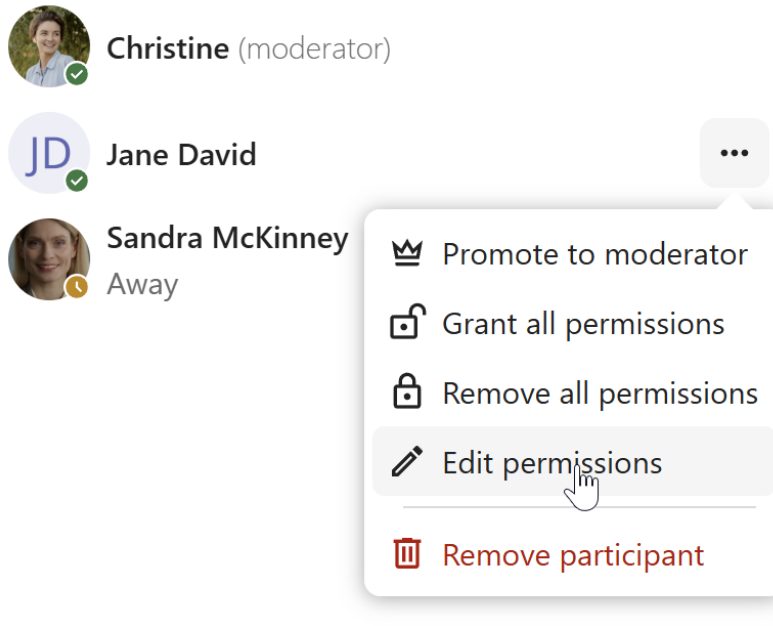 Christine (moderator)
JD
Jane David
Sandra McKinney
Away
Promote to moderator
Grant all permissions
Remove all permissions
Edit permissions
Remove participant